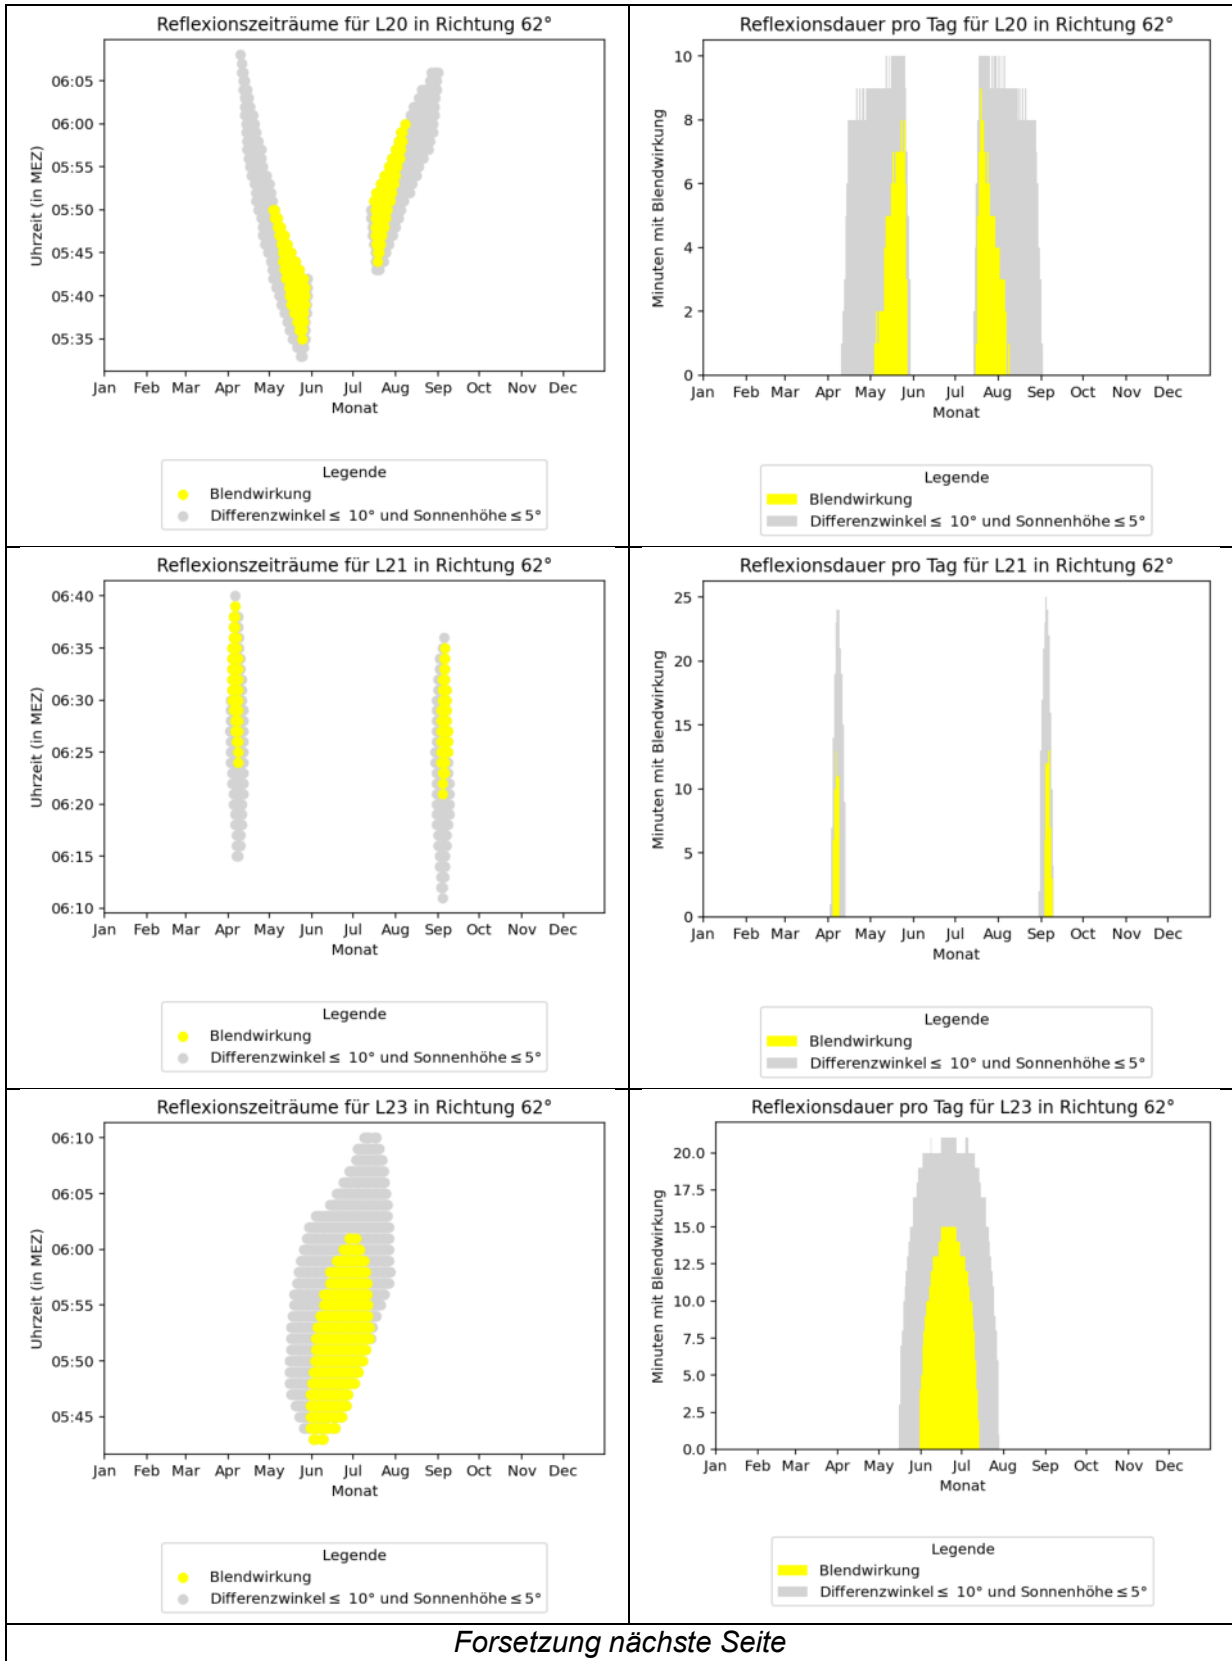 Reflexionszeiträume für L20 in Richtung 62°
Uhrzeit (in MEZ)
06:05
06:00
05:55
05:50
05:45
05:40
05:35
Jan Feb Mar Apr May Jun Jul Aug Sep Oct Nov Dec
Monat
Legende
Blendwirkung
Differenzwinkel ≤ 10° und Sonnenhöhe ≤ 5°
Reflexionsdauer pro Tag für L20 in Richtung 62°
Minuten mit Blendwirkung
10
8
6
4
2
0
Jan Feb Mar Apr May Jun Jul Aug Sep Oct Nov Dec
Monat
Legende
Blendwirkung
Differenzwinkel ≤ 10° und Sonnenhöhe ≤ 5°
Reflexionszeiträume für L21 in Richtung 62°
Uhrzeit (in MEZ)
06:40
06:35
06:30
06:25
06:20
06:15
06:10
Jan Feb Mar Apr May Jun Jul Aug Sep Oct Nov Dec
Monat
Legende
Blendwirkung
Differenzwinkel ≤ 10° und Sonnenhöhe ≤ 5°
Reflexionsdauer pro Tag für L21 in Richtung 62°
Minuten mit Blendwirkung
25
20
15
10
5
0
Jan Feb Mar Apr May Jun Jul Aug Sep Oct Nov Dec
Monat
Legende
Blendwirkung
Differenzwinkel ≤ 10° und Sonnenhöhe ≤ 5°
Reflexionszeiträume für L23 in Richtung 62°
Uhrzeit (in MEZ)
06:10
06:05
06:00
05:55
05:50
05:45
Jan Feb Mar Apr May Jun Jul Aug Sep Oct Nov Dec
Monat
Legende
Blendwirkung
Differenzwinkel ≤ 10° und Sonnenhöhe ≤ 5°
Reflexionsdauer pro Tag für L23 in Richtung 62°
Minuten mit Blendwirkung
20.0
17.5
15.0
12.5
10.0
7.5
5.0
2.5
0.0
Jan Feb Mar Apr May Jun Jul Aug Sep Oct Nov Dec
Monat
Legende
Blendwirkung
Differenzwinkel ≤ 10° und Sonnenhöhe ≤ 5°
Forsetzung nächste Seite